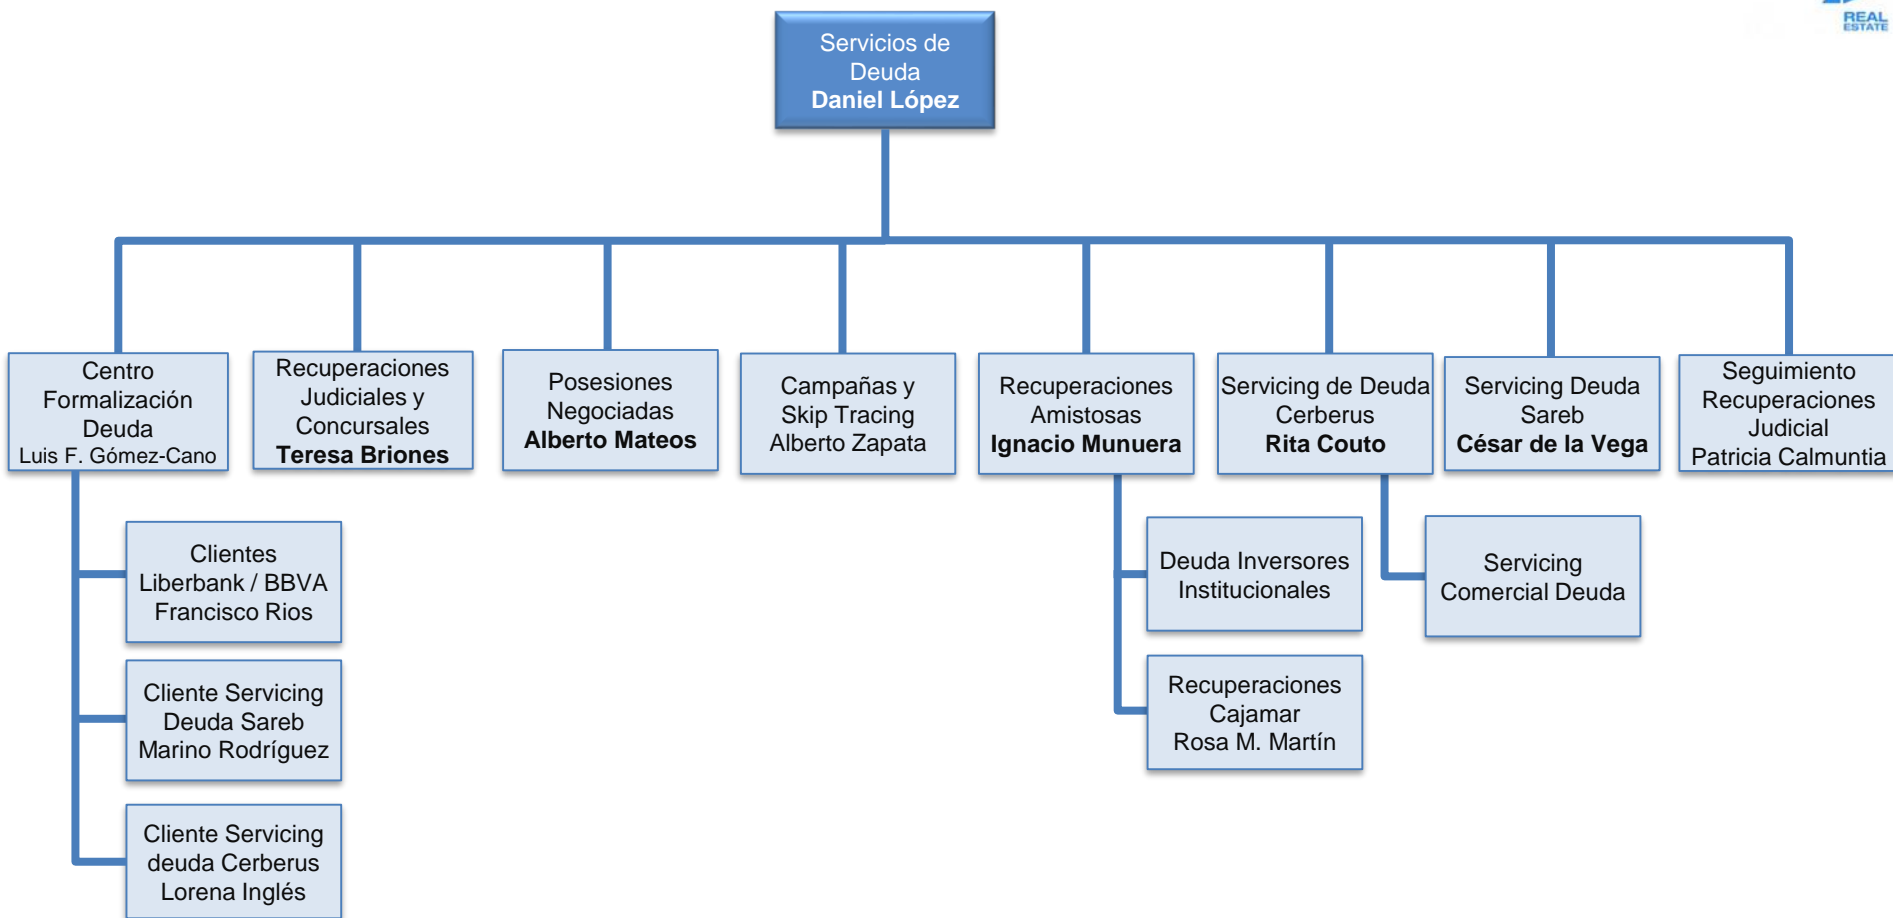 REAL
ESTATE
Servicios de
Deuda
Daniel López
Centro
Formalización
Deuda
Luis F. Gómez-Cano
Recuperaciones
Judiciales y
Concursales
Teresa Briones
Posesiones
Negociadas
Alberto Mateos
Campañas y
Skip Tracing
Alberto Zapata
Recuperaciones
Amistosas
Ignacio Munuera
Servicing de Deuda
Cerberus
Rita Couto
Servicing Deuda
Sareb
César de la Vega
Seguimiento
Recuperaciones
Judicial
Patricia Calmuntia
Clientes
Liberbank / BBVA
Francisco Rios
Cliente Servicing
Deuda Sareb
Marino Rodríguez
Cliente Servicing
deuda Cerberus
Lorena Inglés
Deuda Inversores
Institucionales
Recuperaciones
Cajamar
Rosa M. Martín
Servicing
Comercial Deuda